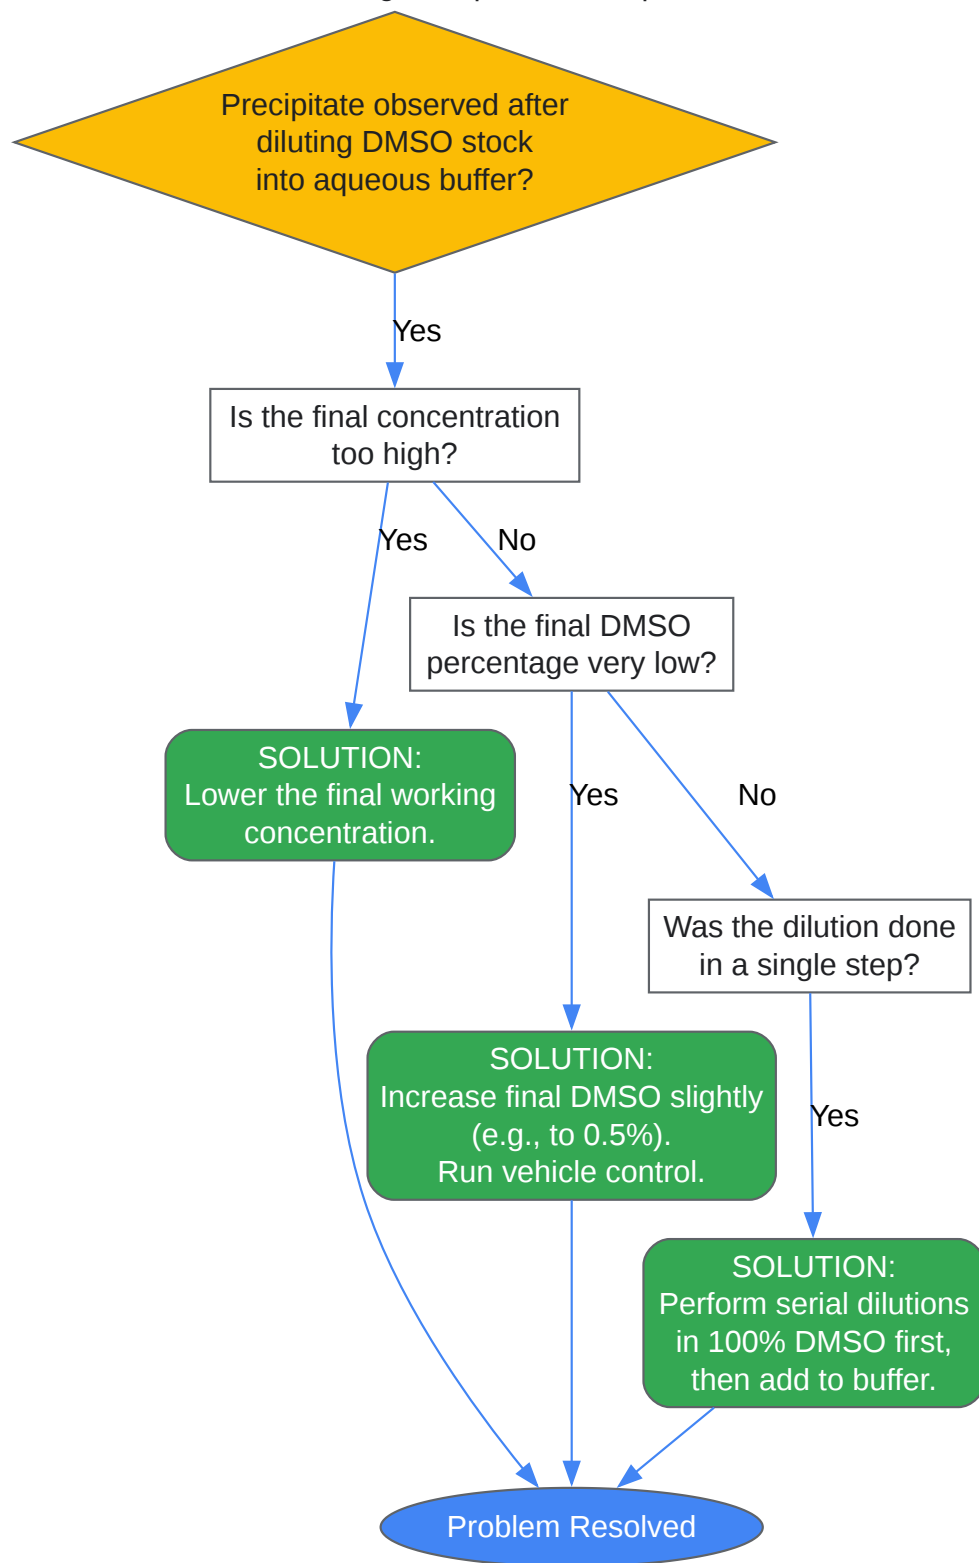 Precipitate observed after
diluting DMSO stock
into aqueous buffer?
Yes
Is the final concentration
too high?
Yes
No
Is the final DMSO
percentage very low?
SOLUTION:
Lower the final working
concentration.
Yes
No
Was the dilution done
in a single step?
SOLUTION:
Increase final DMSO slightly
(e.g., to 0.5%).
Run vehicle control.
Yes
SOLUTION:
Perform serial dilutions
in 100% DMSO first,
then add to buffer.
Problem Resolved